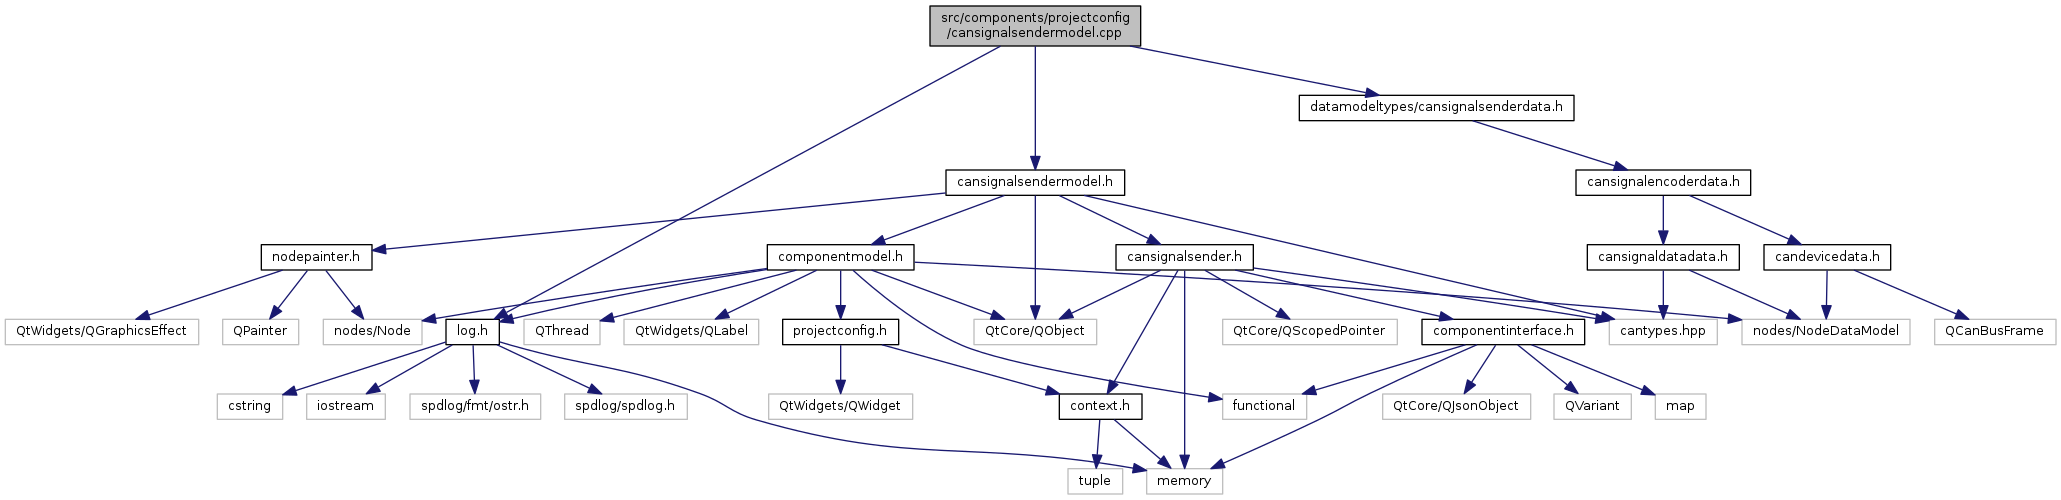 src/components/projectconfig
/cansignalsendermodel.cpp
datamodeltypes/cansignalsenderdata.h
cansignalsendermodel.h
cansignalencoderdata.h
nodepainter.h
componentmodel.h
cansignalsender.h
cansignaldatadata.h
candevicedata.h
QtWidgets/QGraphicsEffect
QPainter
nodes/Node
log.h
QThread
QtWidgets/QLabel
projectconfig.h
QtCore/QObject
QtCore/QScopedPointer
componentinterface.h
cantypes.hpp
nodes/NodeDataModel
QCanBusFrame
cstring
iostream
spdlog/fmt/ostr.h
spdlog/spdlog.h
QtWidgets/QWidget
context.h
functional
QtCore/QJsonObject
QVariant
map
tuple
memory